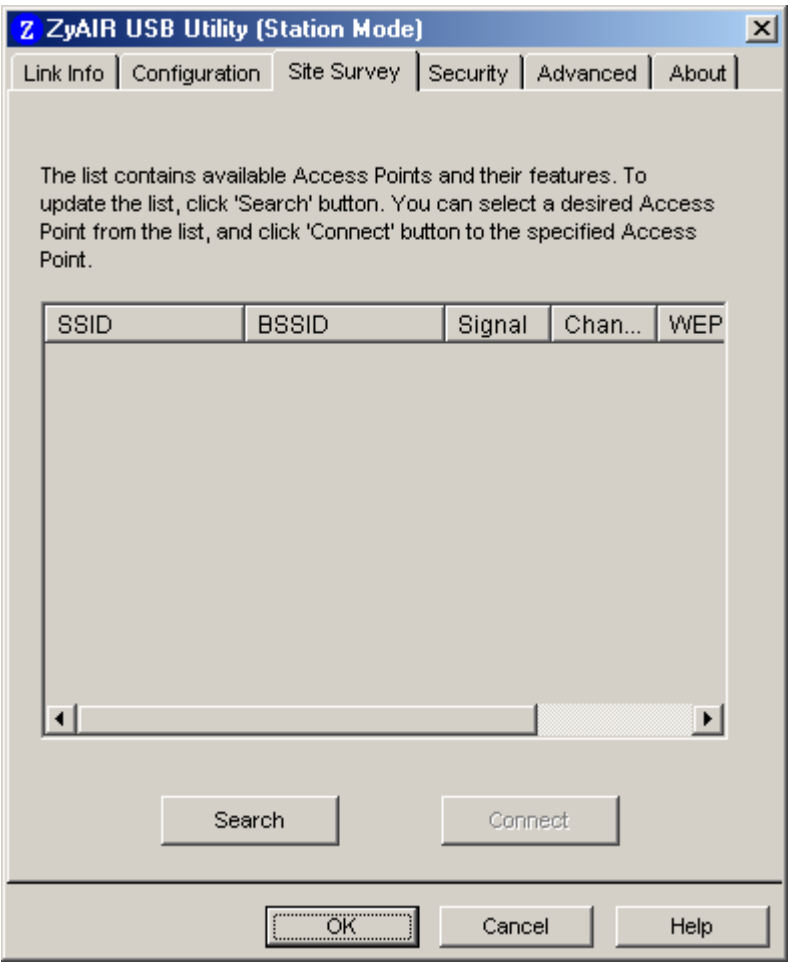 Z ZyAIR USB Utility (Station Mode)
Link Info Configuration Site Survey Security Advanced About
The list contains available Access Points and their features. To
update the list, click 'Search' button. You can select a desired Access
Point from the list, and click 'Connect' button to the specified Access
Point.
SSID BSSID Signal Chan... WEP
Search Connect
OK Cancel Help